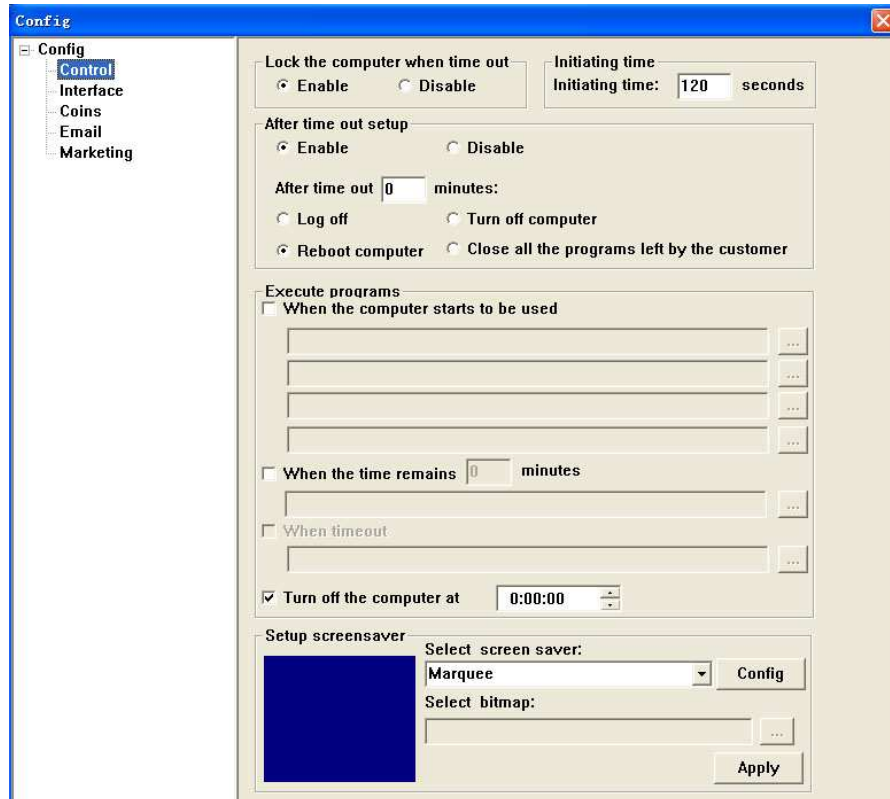 Config
Config
Control
Interface
Coins
Email
Marketing
Lock the computer when time out
Enable Disable
Initiating time
Initiating time: 120 seconds
After time out setup
Enable Disable
After time out 0 minutes:
Log off Turn off computer
Reboot computer Close all the programs left by the customer
Execute programs
When the computer starts to be used
...
...
...
...
When the time remains 0 minutes
...
When timeout
...
Turn off the computer at 0:00:00
Setup screensaver
Select screen saver:
Marquee Config
Select bitmap:
...
Apply